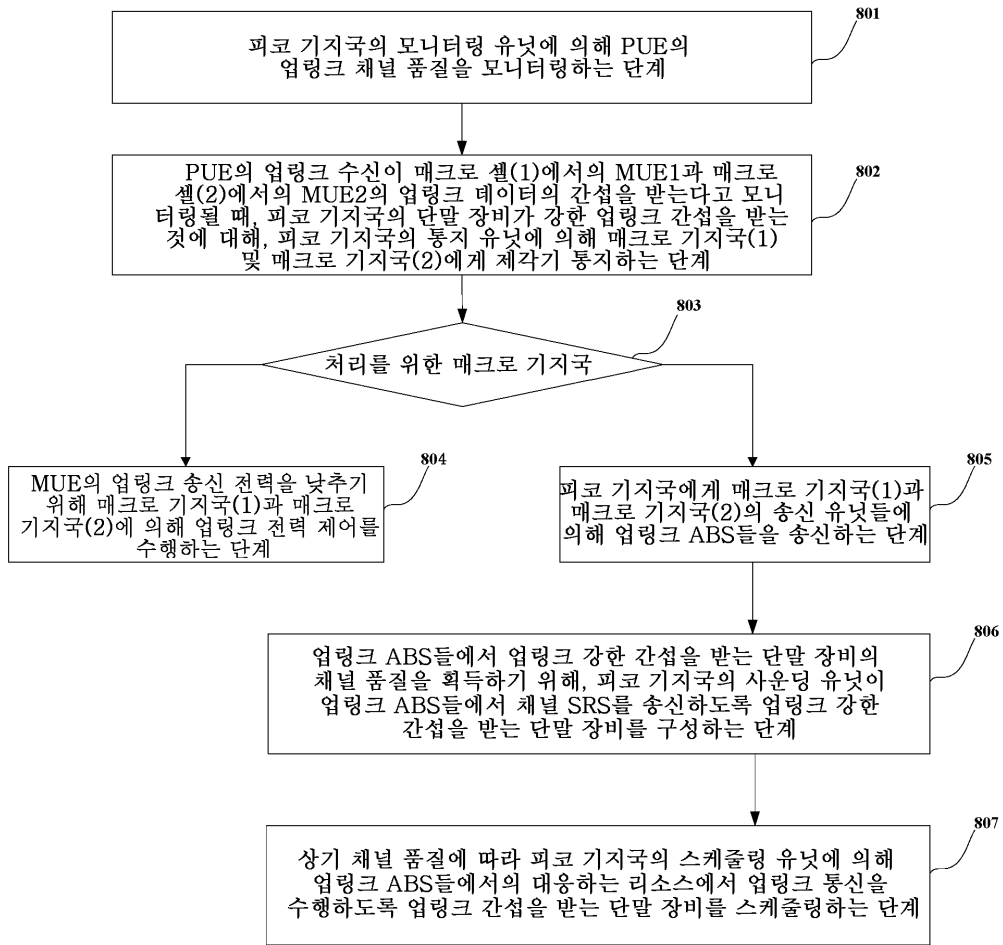 801
피코 기지국의 모니터링 유닛에 의해 PUE의
업링크 채널 품질을 모니터링하는 단계
802
PUE의 업링크 수신이 매크로 셀(1)에서의 MUE1과 매크로
셀(2)에서의 MUE2의 업링크 데이터의 간섭을 받는다고 모니
터링될 때, 피코 기지국의 단말 장비가 강한 업링크 간섭을 받는
것에 대해, 피코 기지국의 통지 유닛에 의해 매크로 기지국(1)
및 매크로 기지국(2)에게 제각기 통지하는 단계
803
처리를 위한 매크로 기지국
804
MUE의 업링크 송신 전력을 낮추기
위해 매크로 기지국(1)과 매크로
기지국(2)에 의해 업링크 전력 제어를
수행하는 단계
805
피코 기지국에게 매크로 기지국(1)과
매크로 기지국(2)의 송신 유닛들에
의해 업링크 ABS들을 송신하는 단계
806
업링크 ABS들에서 업링크 강한 간섭을 받는 단말 장비의
채널 품질을 획득하기 위해, 피코 기지국의 사운딩 유닛이
업링크 ABS들에서 채널 SRS를 송신하도록 업링크 강한
간섭을 받는 단말 장비를 구성하는 단계
807
상기 채널 품질에 따라 피코 기지국의 스케줄링 유닛에 의해
업링크 ABS들에서의 대응하는 리소스에서 업링크 통신을
수행하도록 업링크 간섭을 받는 단말 장비를 스케줄링하는 단계